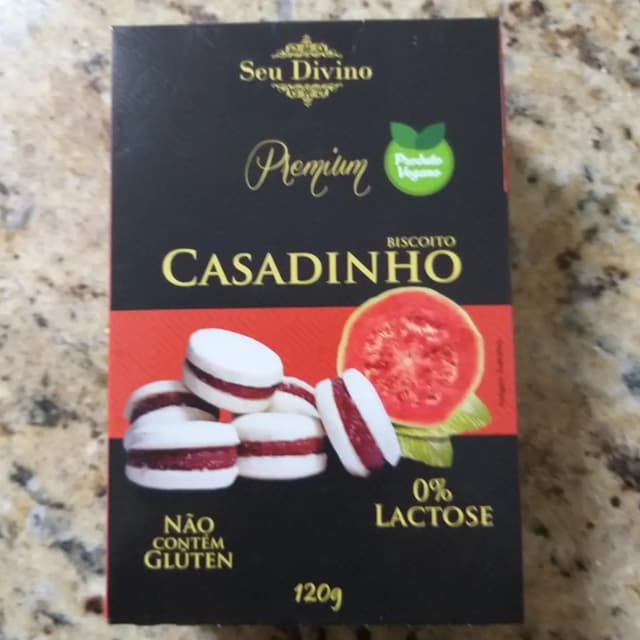 Seu Divino
Premium
Produto
Vegano
BISCOITO
CASADINHO
0%
LACTOSE
NÃO
CONTÉM
GLÚTEN
120g